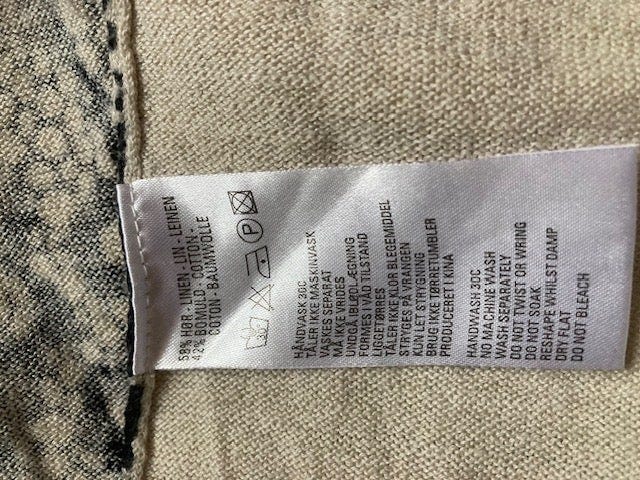 58% HØR - LINEN - LIN - LEINEN
42% BOMULD - COTTON -
COTON - BAUMWOLLE
HÅNDVASK 30C
TÅLER IKKE MASKINVASK
VASKES SEPARAT
MÅ IKKE VRIDES
UNDGÅ IBLØDLÆGNING
FORMES I VÅD TILSTAND
LIGGETØRRES
TÅLER IKKE KLOR BLEGEMIDDEL
STRYGES PÅ VRANGEN
KUN LET STRYGNING
BRUG IKKE TØRRETUMBLER
PRODUCERET I KINA
HANDWASH 30C
NO MACHINE WASH
WASH SEPARATELY
DO NOT TWIST OR WRING
DO NOT SOAK
RESHAPE WHILST DAMP
DRY FLAT
DO NOT BLEACH